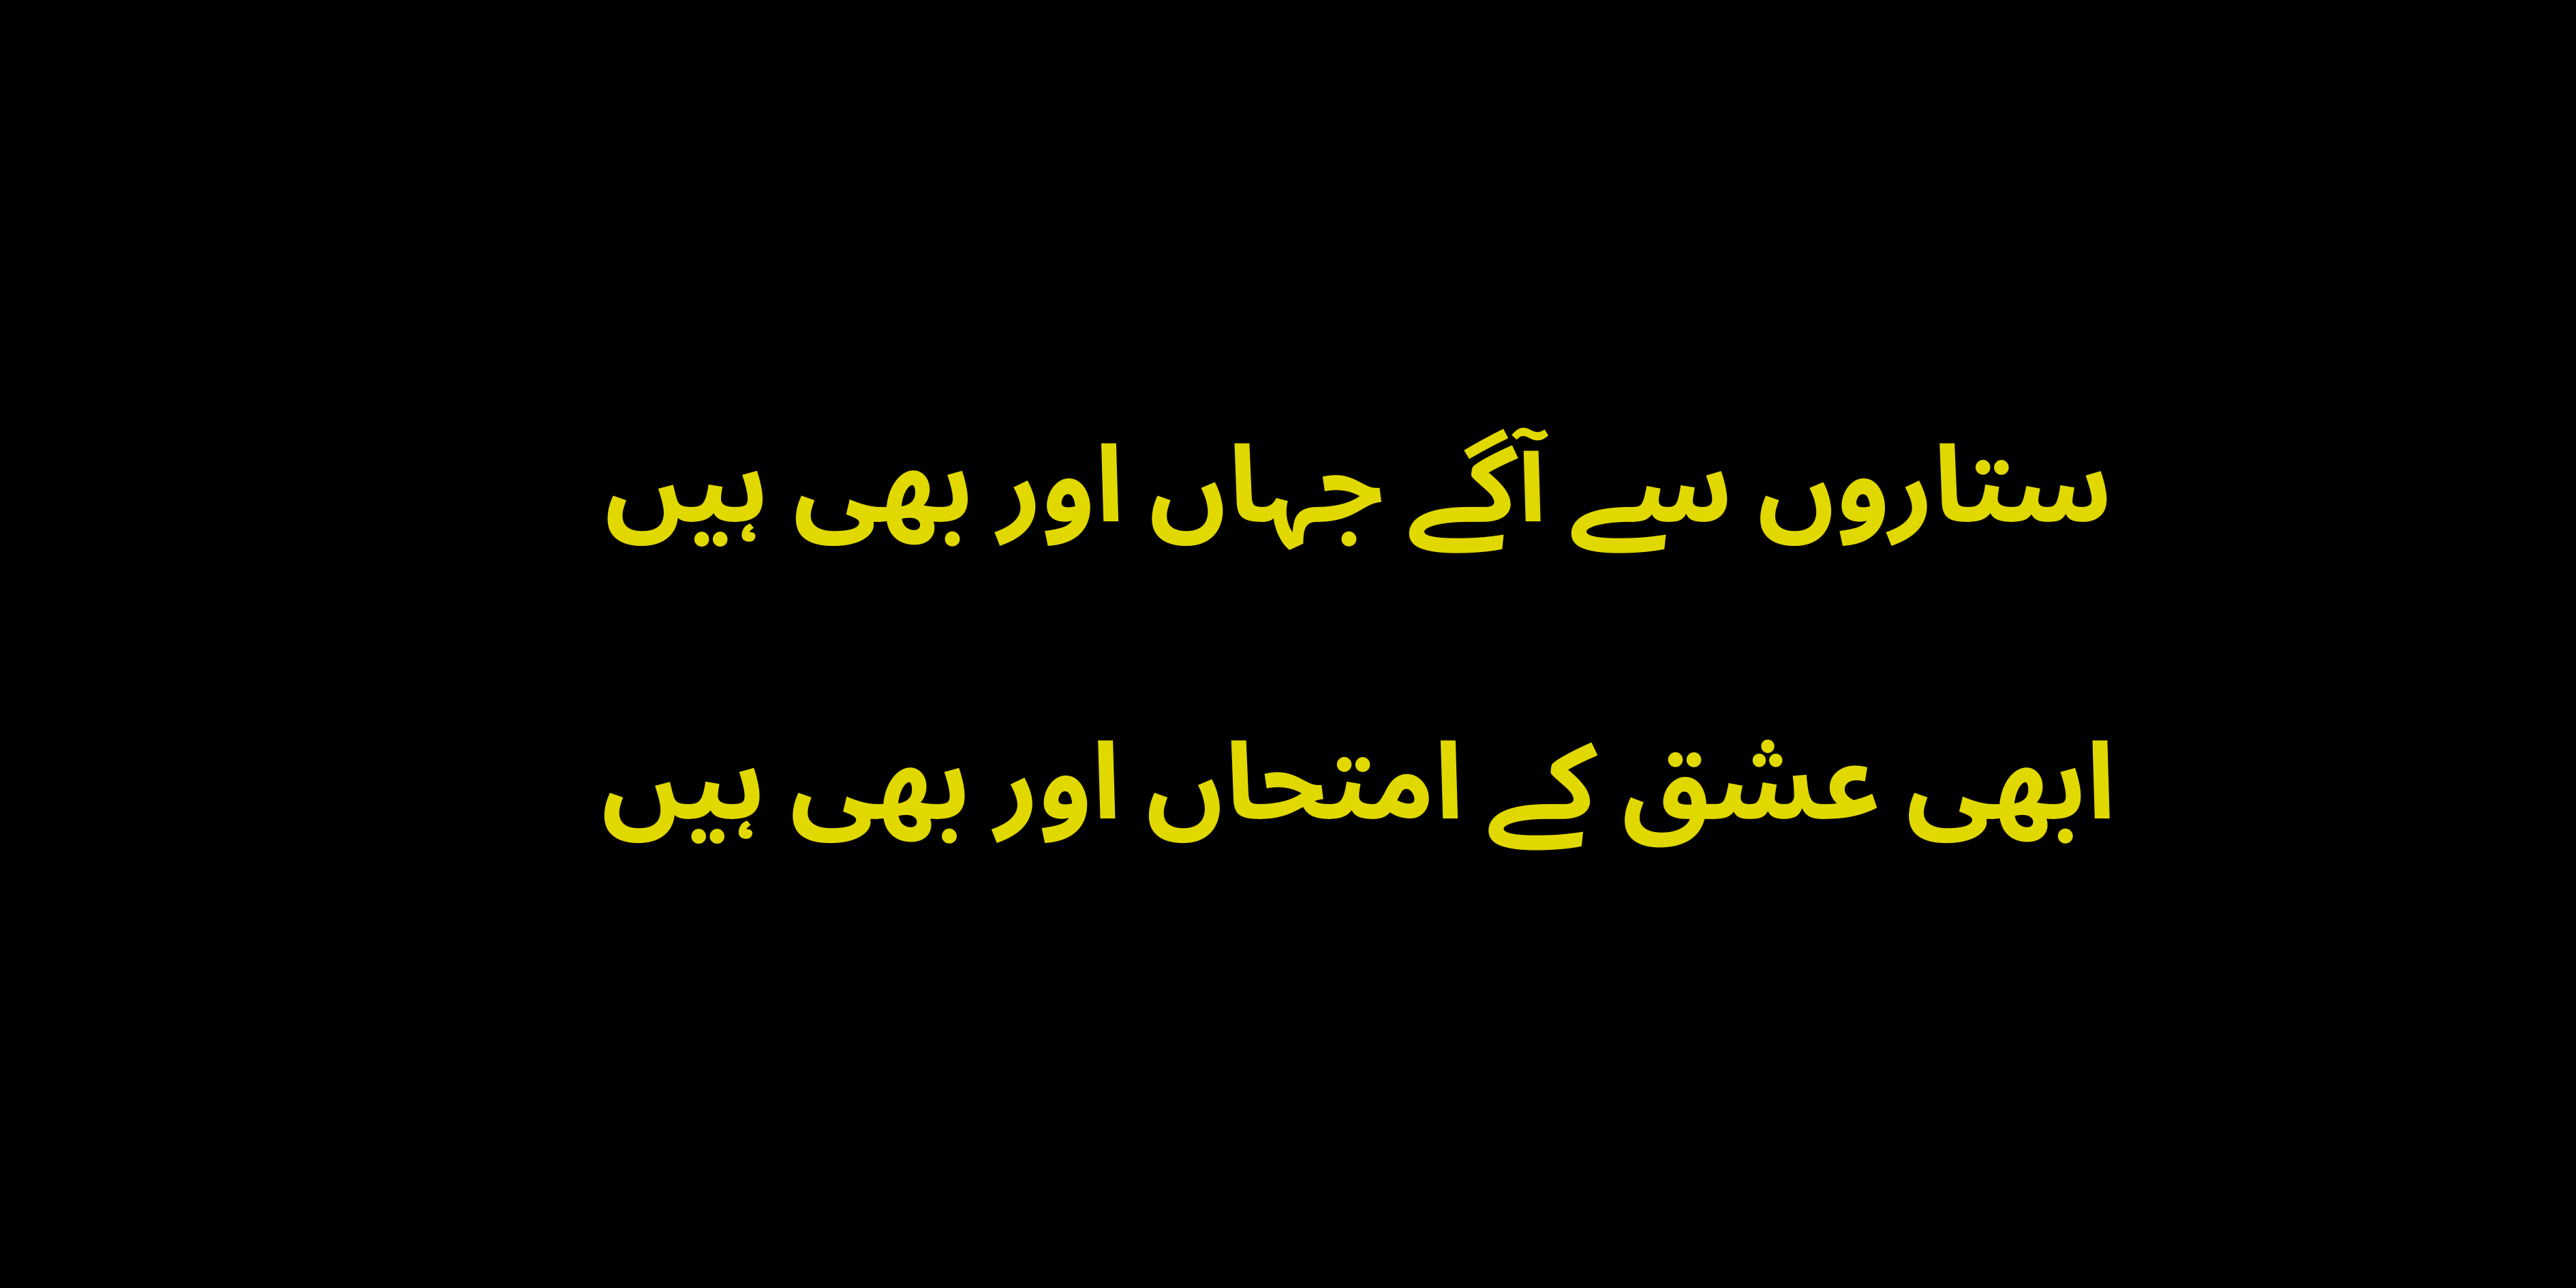 ستاروں سے آگے جہاں اور بھی ہیں
ابھی عشق کے امتحاں اور بھی ہیں